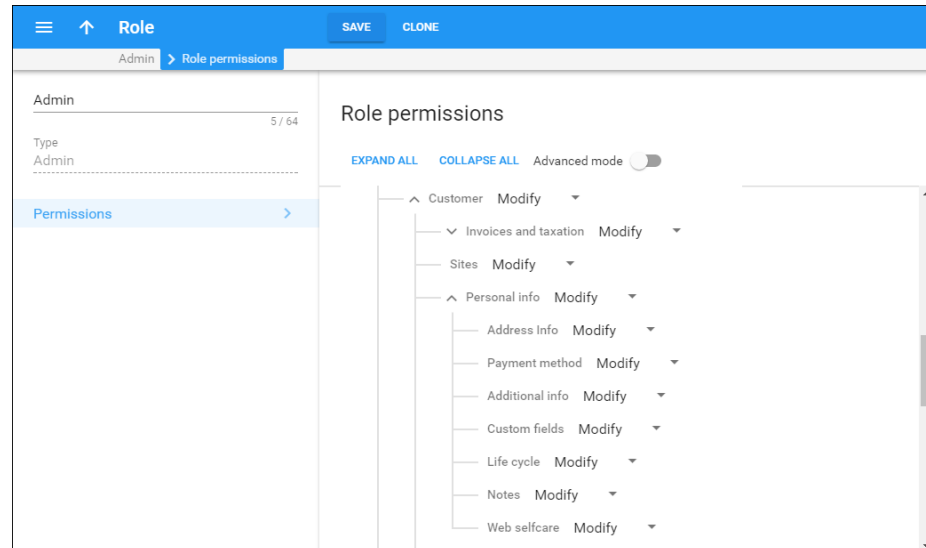 Role
SAVE CLONE
Admin Role permissions
Admin
5 / 64
Type
Admin
Permissions
Role permissions
EXPAND ALL COLLAPSE ALL Advanced mode
Customer Modify
Invoices and taxation Modify
Sites Modify
Personal info Modify
Address Info Modify
Payment method Modify
Additional info Modify
Custom fields Modify
Life cycle Modify
Notes Modify
Web selfcare Modify